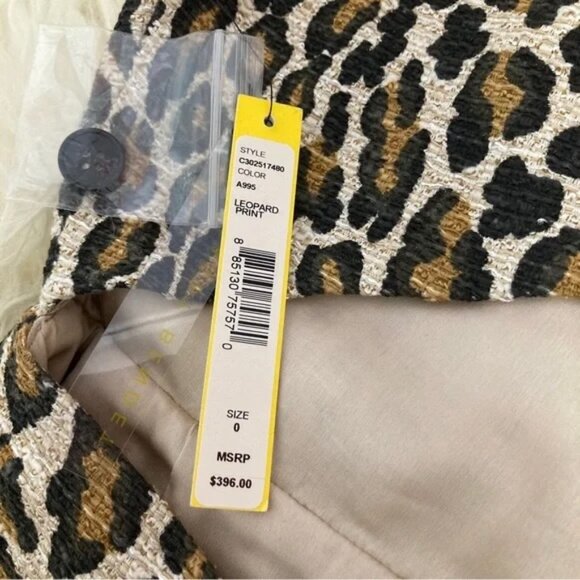 STYLE
C302517480
COLOR
A995
LEOPARD
PRINT
8 85130 75757 0
SIZE
0
MSRP
$396.00